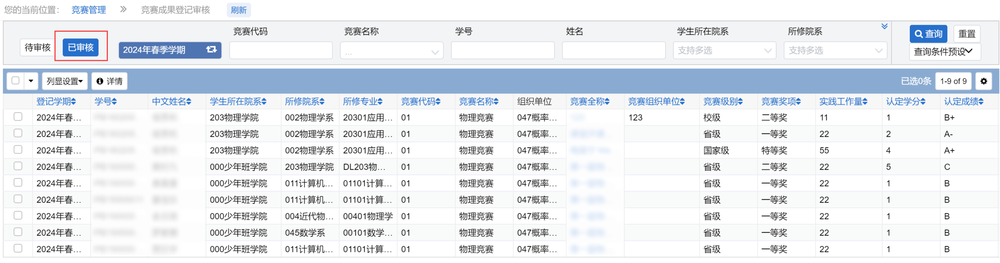 您的当前位置： 竞赛管理 » 竞赛成果登记审核 刷新
竞赛代码 竞赛名称 学号 姓名 学生所在院系 所修院系
待审核 已审核 2024年春季学期 ... 支持多选 支持多选 查询 重置
查询条件预设
列显设置 详情 已选0条 1-9 of 9
登记学期 学号 中文姓名 学生所在院系 所修院系 所修专业 竞赛代码 竞赛名称 组织单位 竞赛全称 竞赛组织单位 竞赛级别 竞赛奖项 实践工作量 认定学分 认定成绩
2024年春... 203物理学院 002物理学系 20301应用... 01 物理竞赛 047概率... 123 校级 二等奖 11 1 B+
2024年春... 203物理学院 002物理学系 20301应用... 01 物理竞赛 047概率... 省级 一等奖 22 2 A-
2024年春... 203物理学院 002物理学系 20301应用... 01 物理竞赛 047概率... 国家级 特等奖 55 4 A+
2024年春... 000少年班学院 203物理学院 DL203物... 01 物理竞赛 047概率... 省级 二等奖 22 5 C
2024年春... 000少年班学院 011计算机... 01101计算... 01 物理竞赛 047概率... 省级 一等奖 22 1 B
2024年春... 000少年班学院 011计算机... 01101计算... 01 物理竞赛 047概率... 省级 一等奖 22 1 B
2024年春... 000少年班学院 004近代物... 00401物理学 01 物理竞赛 047概率... 省级 一等奖 22 1 B
2024年春... 000少年班学院 045数学系 00101数学... 01 物理竞赛 047概率... 省级 一等奖 22 1 B
2024年春... 000少年班学院 011计算机... 01101计算... 01 物理竞赛 047概率... 省级 一等奖 22 1 B